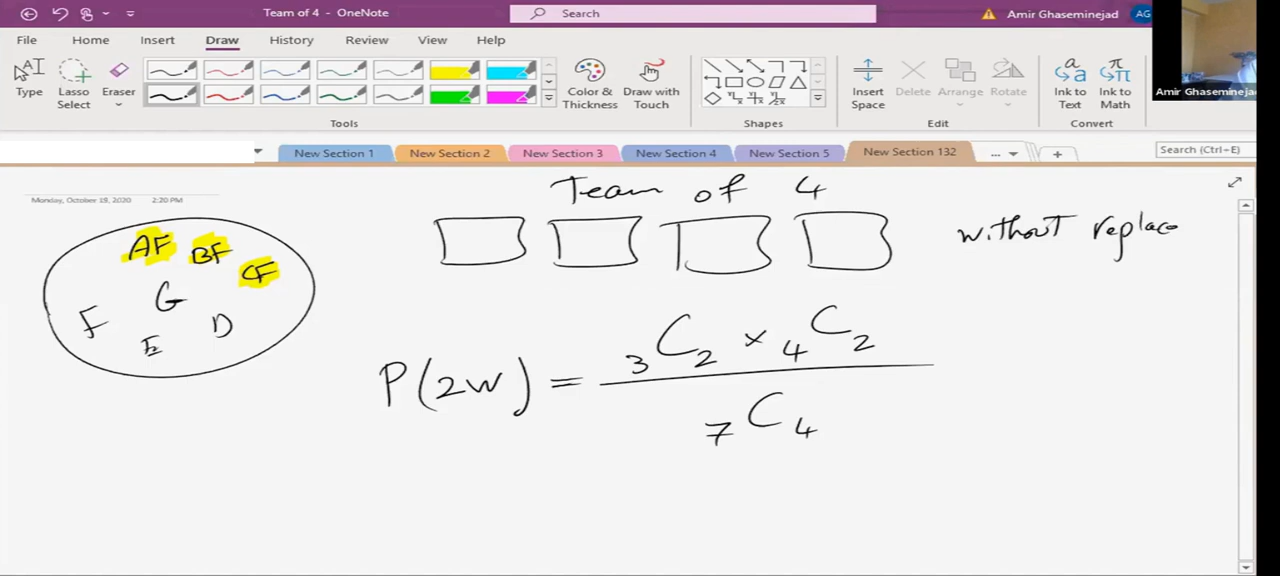 Team of 4 - OneNote
Search
Amir Ghaseminejad
AG
File Home Insert Draw History Review View Help
Type
Lasso Select
Eraser
Color & Thickness
Draw with Touch
Insert Space
Delete
Arrange
Rotate
Ink to Text
Ink to Math
Amir Ghaseminejad
Tools
Shapes
Edit
Convert
New Section 1
New Section 2
New Section 3
New Section 4
New Section 5
New Section 132
...
+
Search (Ctrl+E)
Monday, October 19, 2020 2:20 PM
Team of 4
without replace
AF BF CF
G
F E D
P(2W) = 3C2 × 4C2
7C4